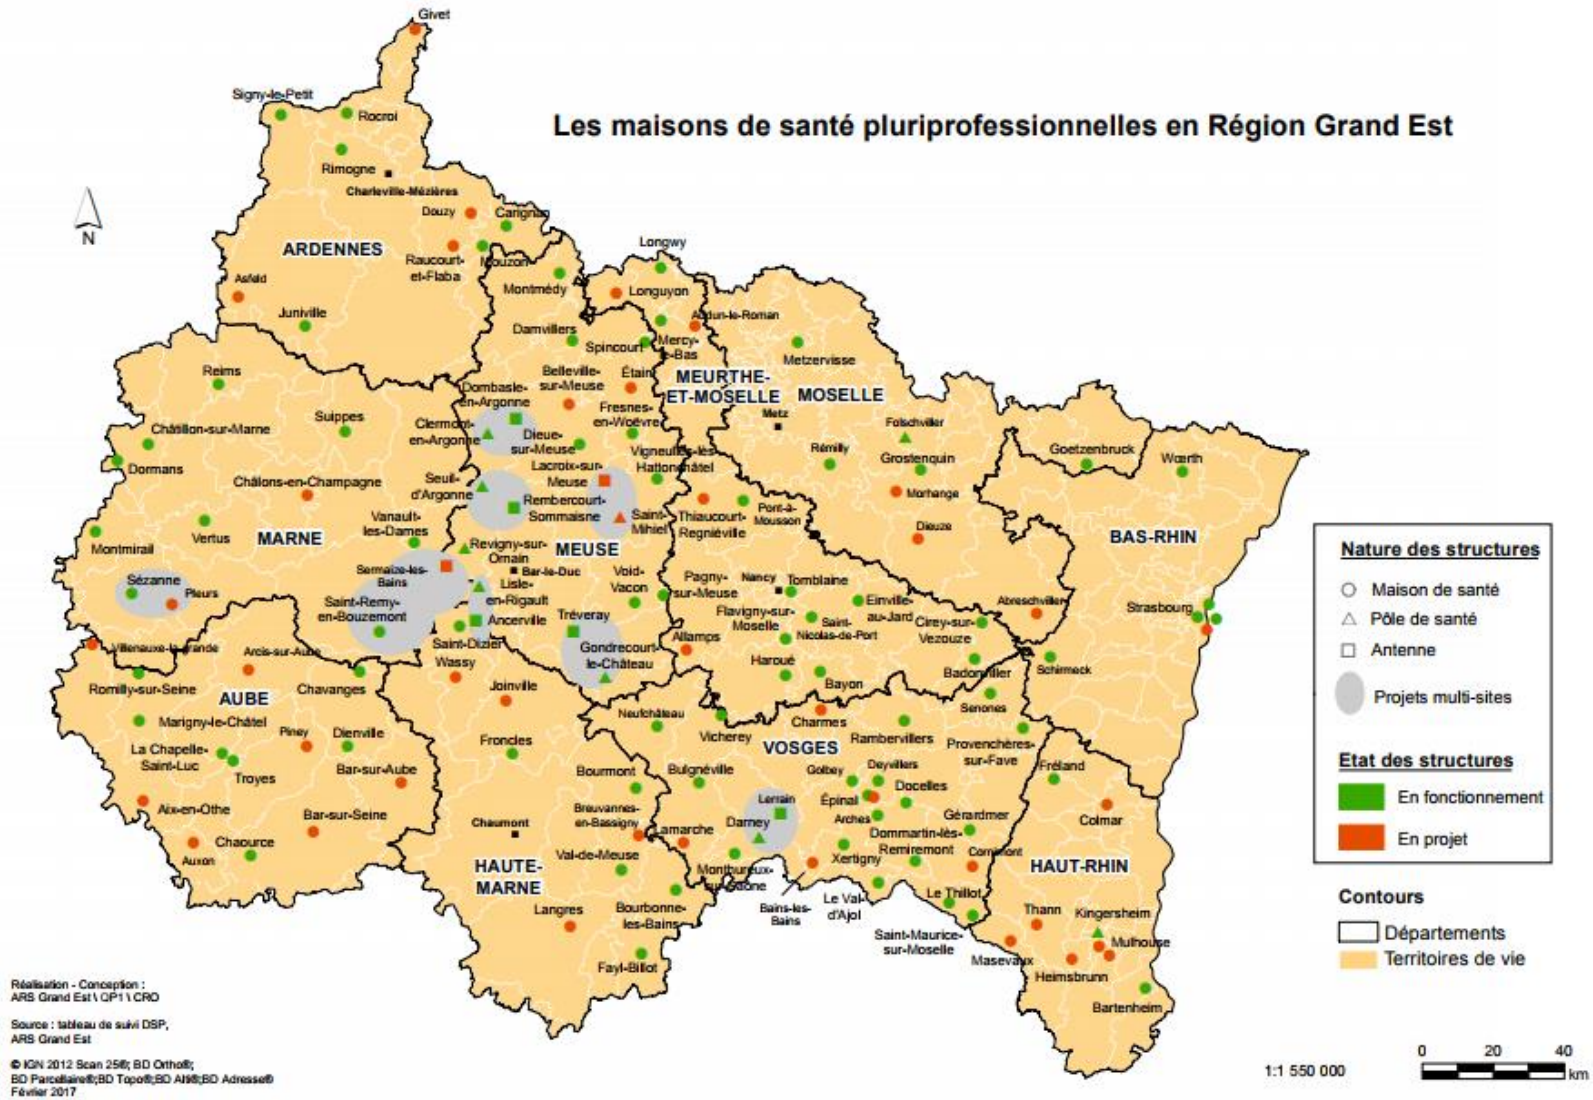 Les maisons de santé pluriprofessionnelles en Région Grand Est
N
Givet
Signy-le-Petit
Rocroi
Rimogne
Charleville-Mézières
Douzy
Carignan
ARDENNES
Raucourt-
et-Flaba
Mouzon
Asfeld
Juniville
Longwy
Montmédy
Longuyon
Audun-le-Roman
Damvillers
Spincourt
Mercy-
le-Bas
Metzervisse
Reims
Belleville-
sur-Meuse
Étain
MEURTHE-
ET-MOSELLE
MOSELLE
Metz
Dombasle-
en-Argonne
Fresnes-
en-Woëvre
Suippes
Clermont-
en-Argonne
Châtillon-sur-Marne
Dieue-
sur-Meuse
Folschviller
Goetzenbruck
Wœrth
Dormans
Vigneulles-lès-
Hattonchâtel
Rémilly
Grostenquin
Lacroix-sur-
Meuse
Châlons-en-Champagne
Seuil-
d'Argonne
Morhange
Rembercourt-
Sommaisne
Saint-
Mihiel
Thiaucourt-
Regniéville
Pont-à-
Mousson
Dieuze
Vanault-
les-Dames
Montmirail
Vertus
MARNE
Revigny-sur-
Ornain
MEUSE
BAS-RHIN
Bar-le-Duc
Sermaize-les-
Bains
Void-
Vacon
Pagny-
sur-Meuse
Nancy
Tomblaine
Sézanne
Pleurs
Lisle-
en-Rigault
Saint-Remy-
en-Bouzemont
Ancerville
Tréveray
Flavigny-sur-
Moselle
Saint-
Nicolas-de-Port
Einville-
au-Jard
Cirey-sur-
Vezouze
Abreschviller
Strasbourg
Allamps
Saint-Dizier
Villenauxe-la-grande
Arcis-sur-Aube
Wassy
Gondrecourt-
le-Château
Haroué
Bayon
Badonviller
Schirmeck
Romilly-sur-Seine
AUBE
Chavanges
Joinville
Senones
Neufchâteau
Vicherey
Charmes
Rambervillers
Provenchères-
sur-Fave
Marigny-le-Châtel
Piney
Dienville
VOSGES
La Chapelle-
Saint-Luc
Troyes
Froncles
Bar-sur-Aube
Bourmont
Bulgnéville
Golbey
Deyvillers
Docelles
Fréland
Épinal
Lerrain
Darney
Arches
Gérardmer
Colmar
Aix-en-Othe
Bar-sur-Seine
Chaumont
Breuvannes-
en-Bassigny
Lamarche
Dommartin-lès-
Remiremont
Cornimont
HAUT-RHIN
Auxon
Chaource
HAUTE-
MARNE
Val-de-Meuse
Monthureux-
sur-Saône
Xertigny
Bains-les-
Bains
Le Val-
d'Ajol
Le Thillot
Saint-Maurice-
sur-Moselle
Langres
Bourbonne-
les-Bains
Fayl-Billot
Thann
Kingersheim
Mulhouse
Masevaux
Heimsbrunn
Bartenheim
Nature des structures
Maison de santé
Pôle de santé
Antenne
Projets multi-sites
Etat des structures
En fonctionnement
En projet
Contours
Départements
Territoires de vie
Réalisation - Conception :
ARS Grand Est \ QP1 \ CRO
Source : tableau de suivi DSP,
ARS Grand Est
© IGN 2012 Scan 25®; BD Ortho®;
BD Parcellaire®;BD Topo®;BD Alti®;BD Adresse®
Février 2017
1:1 550 000
0 20 40
km